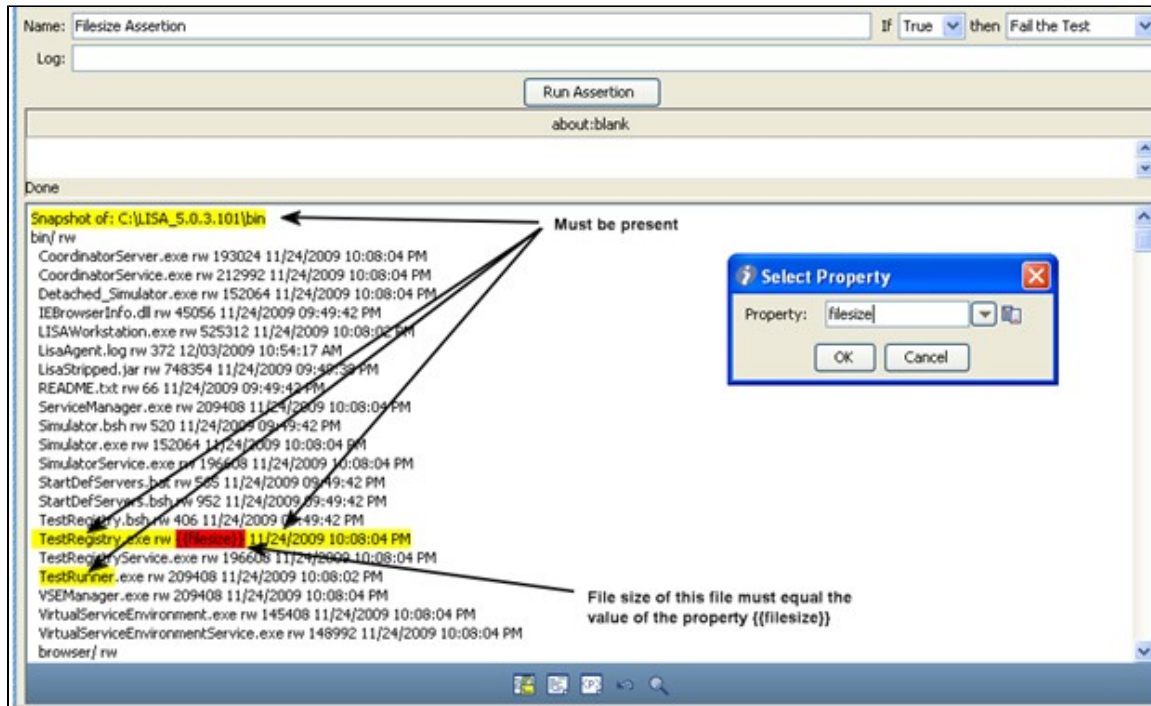 Name: Filesize Assertion If True then Fail the Test
Log:
Run Assertion
about:blank
Done
Snapshot of: C:\LISA_5.0.3.101\bin
Must be present
bin/ rw
CoordinatorServer.exe rw 193024 11/24/2009 10:08:04 PM
CoordinatorService.exe rw 212992 11/24/2009 10:08:04 PM
Detached_Simulator.exe rw 152064 11/24/2009 10:08:04 PM
IEBrowserInfo.dll rw 45056 11/24/2009 09:49:42 PM
LISAWorkstation.exe rw 525312 11/24/2009 10:08:02 PM
LisaAgent.log rw 372 12/03/2009 10:54:17 AM
LisaStripped.jar rw 748354 11/24/2009 09:49:38 PM
README.txt rw 66 11/24/2009 09:49:42 PM
ServiceManager.exe rw 209408 11/24/2009 10:08:04 PM
Simulator.bsh rw 520 11/24/2009 09:49:42 PM
Simulator.exe rw 152064 11/24/2009 10:08:04 PM
SimulatorService.exe rw 196608 11/24/2009 10:08:04 PM
StartDefServers.bat rw 11/24/2009 09:49:42 PM
StartDefServers.bsh rw 952 11/24/2009 09:49:42 PM
TestRegistry.bsh rw 406 11/24/2009 09:49:42 PM
TestRegistry.exe rw {{filesize}} 11/24/2009 10:08:04 PM
TestRegistryService.exe rw 196608 11/24/2009 10:08:04 PM
TestRunner.exe rw 209408 11/24/2009 10:08:02 PM
VSEManager.exe rw 209408 11/24/2009 10:08:04 PM
VirtualServiceEnvironment.exe rw 145408 11/24/2009 10:08:04 PM
VirtualServiceEnvironmentService.exe rw 148992 11/24/2009 10:08:04 PM
browser/ rw
Select Property
Property: filesize
OK Cancel
File size of this file must equal the
value of the property {{filesize}}